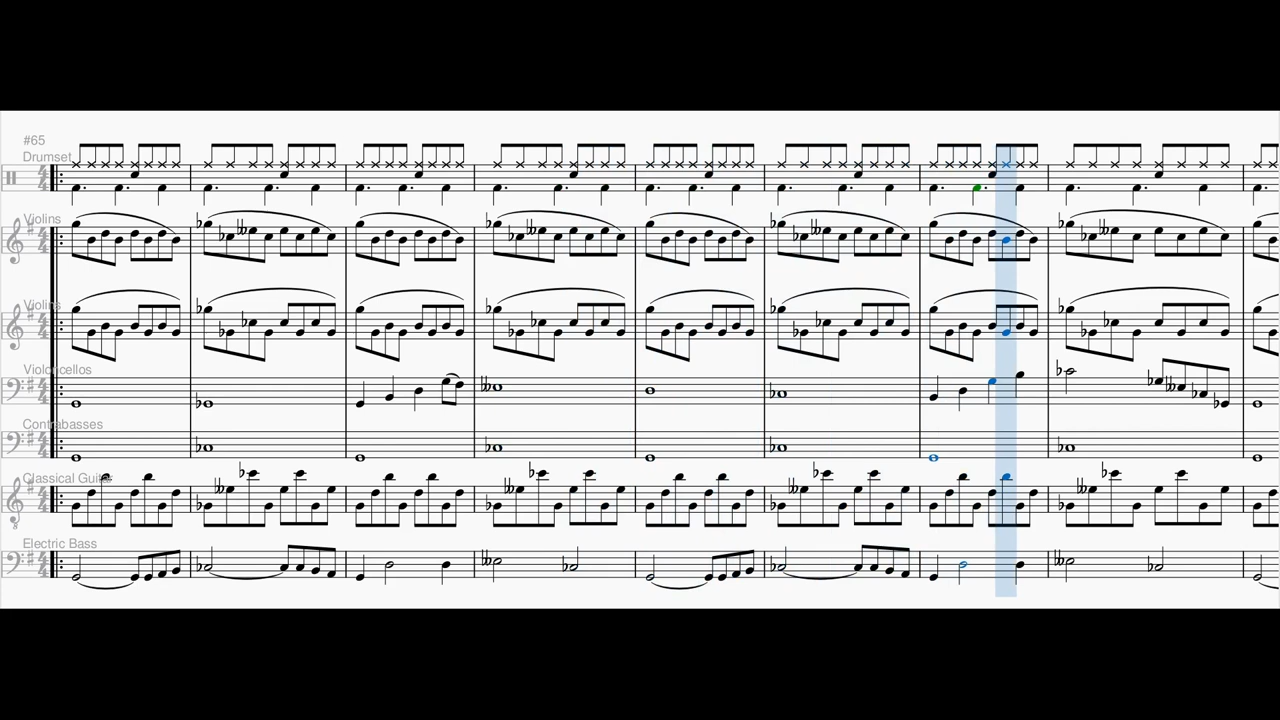 #65
Drumset
Violins
Violins
Violoncellos
Contrabasses
Classical Guitar
Electric Bass